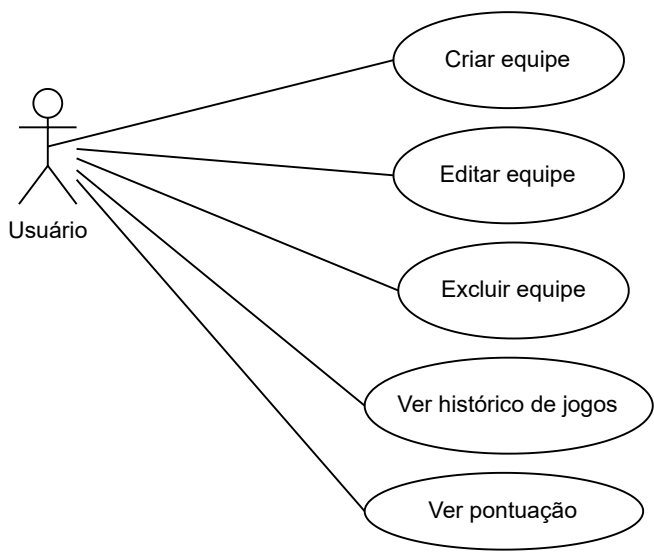 Criar equipe
Editar equipe
Usuário
Excluir equipe
Ver histórico de jogos
Ver pontuação